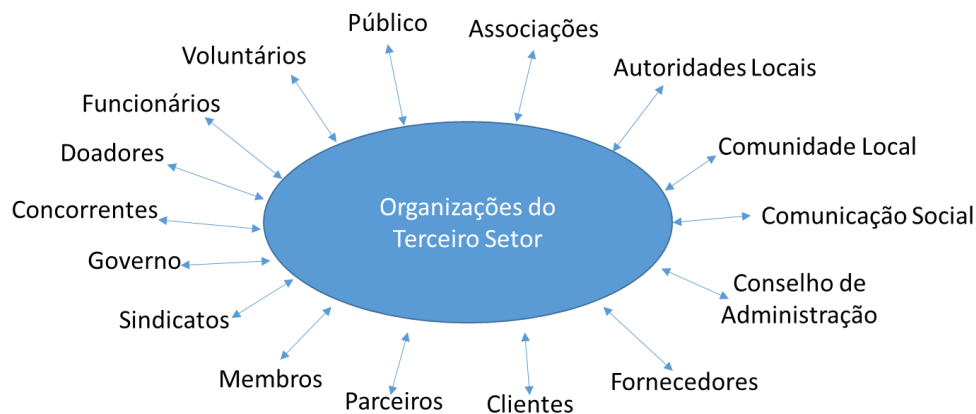 Público
Associações
Voluntários
Autoridades Locais
Funcionários
Doadores
Comunidade Local
Concorrentes
Organizações do
Terceiro Setor
Comunicação Social
Governo
Conselho de
Administração
Sindicatos
Membros
Parceiros
Clientes
Fornecedores